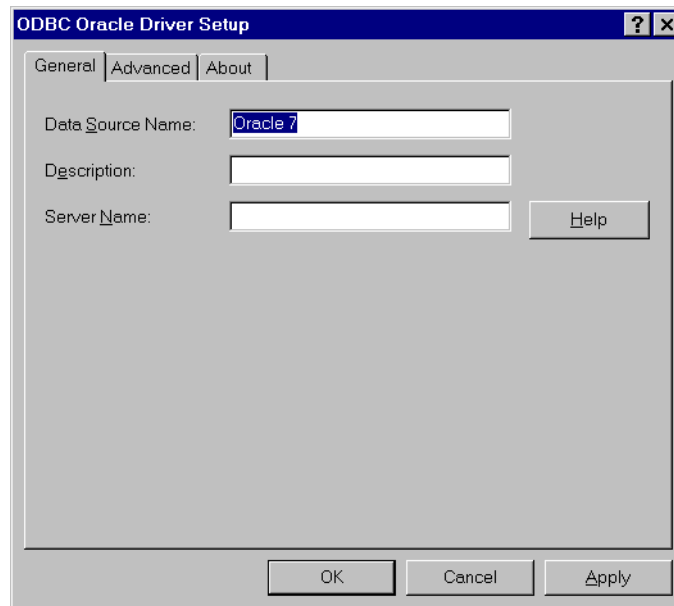 ODBC Oracle Driver Setup ? ×
General Advanced About
Data Source Name: Oracle 7
Description:
Server Name: Help
OK Cancel Apply